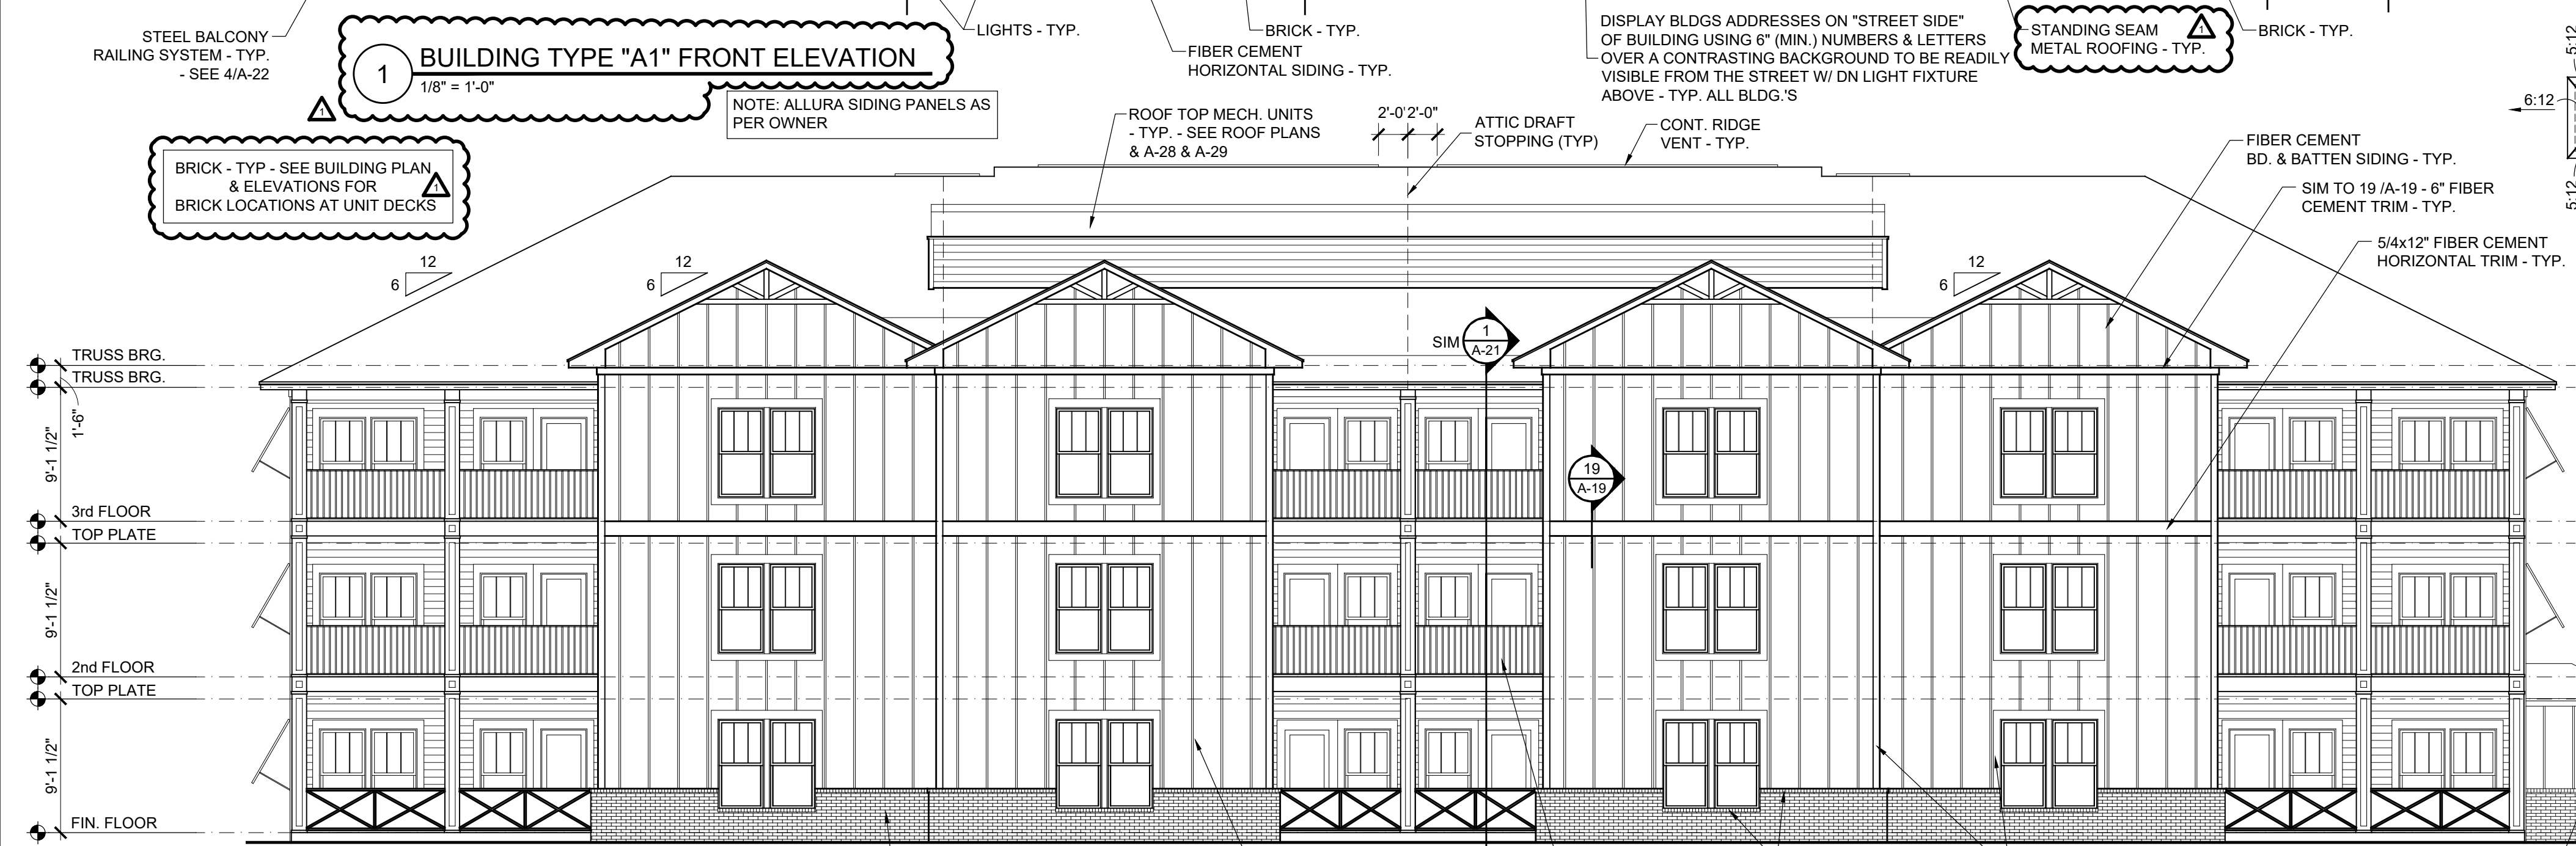 STEEL BALCONY
RAILING SYSTEM - TYP.
- SEE 4/A-22
1
BUILDING TYPE "A1" FRONT ELEVATION
1/8" = 1'-0"
1
NOTE: ALLURA SIDING PANELS AS
PER OWNER
LIGHTS - TYP.
FIBER CEMENT
HORIZONTAL SIDING - TYP.
BRICK - TYP.
DISPLAY BLDGS ADDRESSES ON "STREET SIDE"
OF BUILDING USING 6" (MIN.) NUMBERS & LETTERS
OVER A CONTRASTING BACKGROUND TO BE READILY
VISIBLE FROM THE STREET W/ DN LIGHT FIXTURE
ABOVE - TYP. ALL BLDG.'S
STANDING SEAM
METAL ROOFING - TYP.
1
BRICK - TYP.
5:12
6:12
5:12
BRICK - TYP - SEE BUILDING PLAN
& ELEVATIONS FOR
BRICK LOCATIONS AT UNIT DECKS
1
ROOF TOP MECH. UNITS
- TYP. - SEE ROOF PLANS
& A-28 & A-29
2'-0"
2'-0"
ATTIC DRAFT
STOPPING (TYP)
CONT. RIDGE
VENT - TYP.
FIBER CEMENT
BD. & BATTEN SIDING - TYP.
SIM TO 19 /A-19 - 6" FIBER
CEMENT TRIM - TYP.
5/4x12" FIBER CEMENT
HORIZONTAL TRIM - TYP.
12
6
12
6
12
6
SIM
1
A-21
19
A-19
TRUSS BRG.
TRUSS BRG.
1'-6"
9'-1 1/2"
3rd FLOOR
TOP PLATE
9'-1 1/2"
2nd FLOOR
TOP PLATE
9'-1 1/2"
FIN. FLOOR